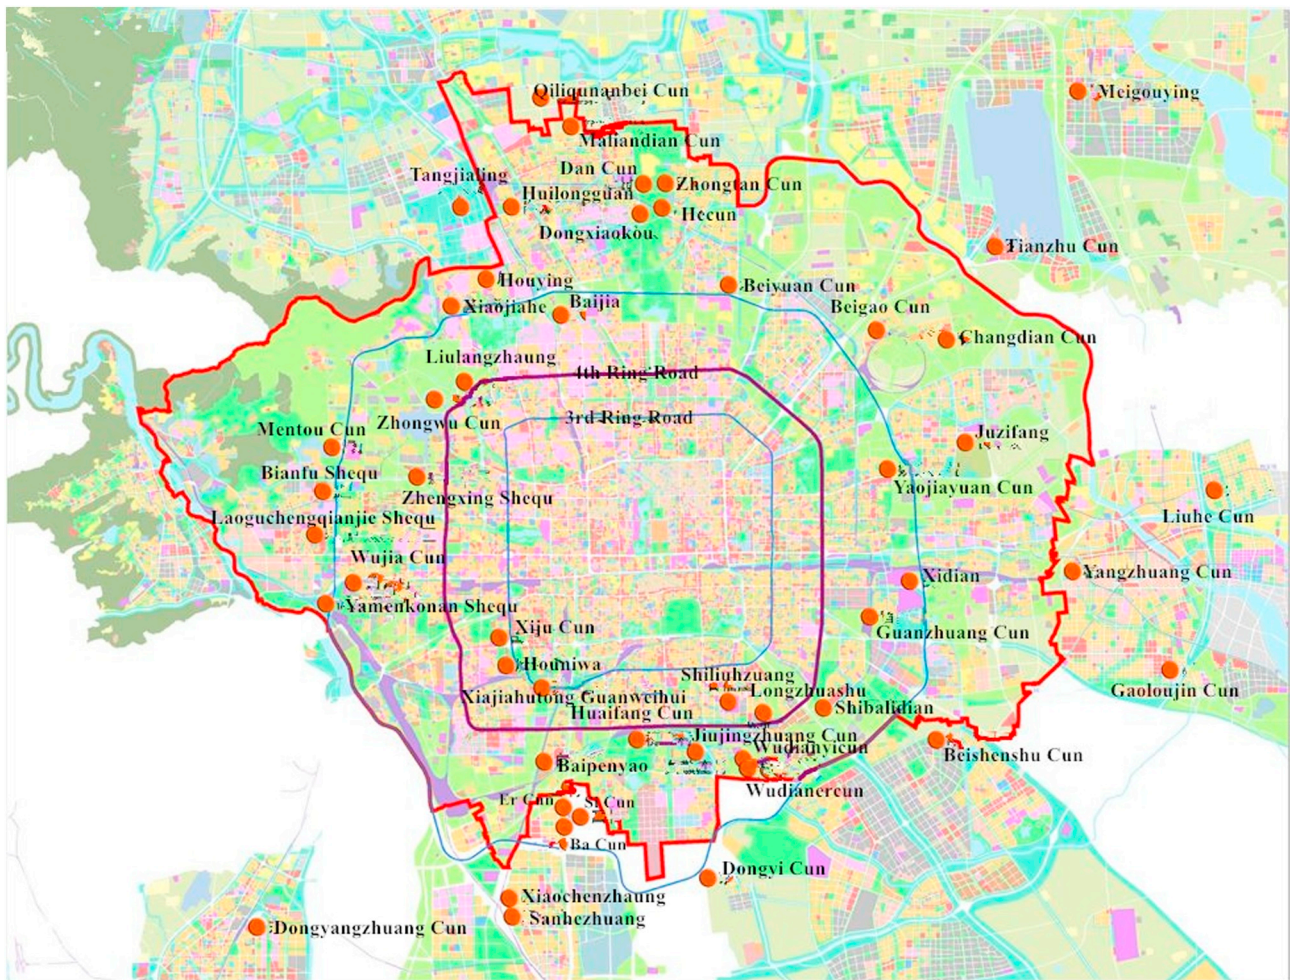 Qiliqunanbei Cun
Meigouying
Maliandian Cun
Dan Cun
Zhongtan Cun
Tangjialing
Huilongguan
Hecun
Dongxiaokou
Tianzhu Cun
Houying
Beiyuan Cun
Xiaojiahe
Baijia
Beigao Cun
Changdian Cun
Liulangzhaung
4th Ring Road
3rd Ring Road
Zhongwu Cun
Mentou Cun
Juzifang
Bianfu Shequ
Zhengxing Shequ
Yaojiayuan Cun
Laoguchengqianjie Shequ
Liuhe Cun
Wujia Cun
Xidian
Yangzhuang Cun
Yamenkonan Shequ
Xiju Cun
Guanzhuang Cun
Houniwa
Shiliuhzuang
Gaoloujin Cun
Xiajiahutong Guanweihui
Longzhuashu
Huaifang Cun
Shibalidian
Jiujingzhuang Cun
Wudianyicun
Beishenshu Cun
Baipenyao
Wudianercun
Er Cun
Si Cun
Ba Cun
Dongyi Cun
Xiaochenzhaung
Sanhezhuang
Dongyangzhuang Cun